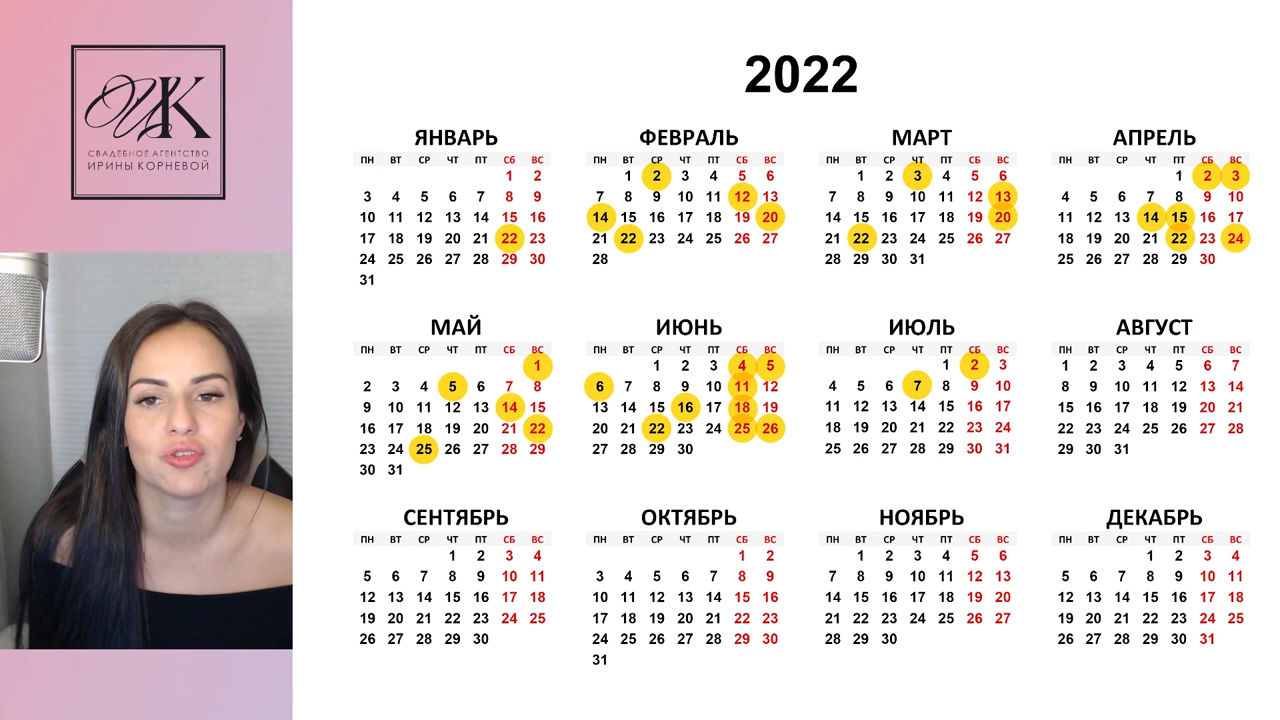 ИК
СВАДЕБНОЕ АГЕНТСТВО
ИРИНЫ КОРНЕВОЙ
2022
ЯНВАРЬ
ПН ВТ СР ЧТ ПТ Сб ВС
1 2
3 4 5 6 7 8 9
10 11 12 13 14 15 16
17 18 19 20 21 22 23
24 25 26 27 28 29 30
31
ФЕВРАЛЬ
ПН ВТ СР ЧТ ПТ СБ ВС
1 2 3 4 5 6
7 8 9 10 11 12 13
14 15 16 17 18 19 20
21 22 23 24 25 26 27
28
МАРТ
ПН ВТ СР ЧТ ПТ СБ ВС
1 2 3 4 5 6
7 8 9 10 11 12 13
14 15 16 17 18 19 20
21 22 23 24 25 26 27
28 29 30 31
АПРЕЛЬ
ПН ВТ СР ЧТ ПТ СБ ВС
1 2 3
4 5 6 7 8 9 10
11 12 13 14 15 16 17
18 19 20 21 22 23 24
25 26 27 28 29 30
МАЙ
ПН ВТ СР ЧТ ПТ СБ ВС
1
2 3 4 5 6 7 8
9 10 11 12 13 14 15
16 17 18 19 20 21 22
23 24 25 26 27 28 29
30 31
ИЮНЬ
ПН ВТ СР ЧТ ПТ СБ ВС
1 2 3 4 5
6 7 8 9 10 11 12
13 14 15 16 17 18 19
20 21 22 23 24 25 26
27 28 29 30
ИЮЛЬ
ПН ВТ СР ЧТ ПТ СБ ВС
1 2 3
4 5 6 7 8 9 10
11 12 13 14 15 16 17
18 19 20 21 22 23 24
25 26 27 28 29 30 31
АВГУСТ
ПН ВТ СР ЧТ ПТ СБ ВС
1 2 3 4 5 6 7
8 9 10 11 12 13 14
15 16 17 18 19 20 21
22 23 24 25 26 27 28
29 30 31
СЕНТЯБРЬ
ПН ВТ СР ЧТ ПТ СБ ВС
1 2 3 4
5 6 7 8 9 10 11
12 13 14 15 16 17 18
19 20 21 22 23 24 25
26 27 28 29 30
ОКТЯБРЬ
ПН ВТ СР ЧТ ПТ СБ ВС
1 2
3 4 5 6 7 8 9
10 11 12 13 14 15 16
17 18 19 20 21 22 23
24 25 26 27 28 29 30
31
НОЯБРЬ
ПН ВТ СР ЧТ ПТ СБ ВС
1 2 3 4 5 6
7 8 9 10 11 12 13
14 15 16 17 18 19 20
21 22 23 24 25 26 27
28 29 30
ДЕКАБРЬ
ПН ВТ СР ЧТ ПТ СБ ВС
1 2 3 4
5 6 7 8 9 10 11
12 13 14 15 16 17 18
19 20 21 22 23 24 25
26 27 28 29 30 31